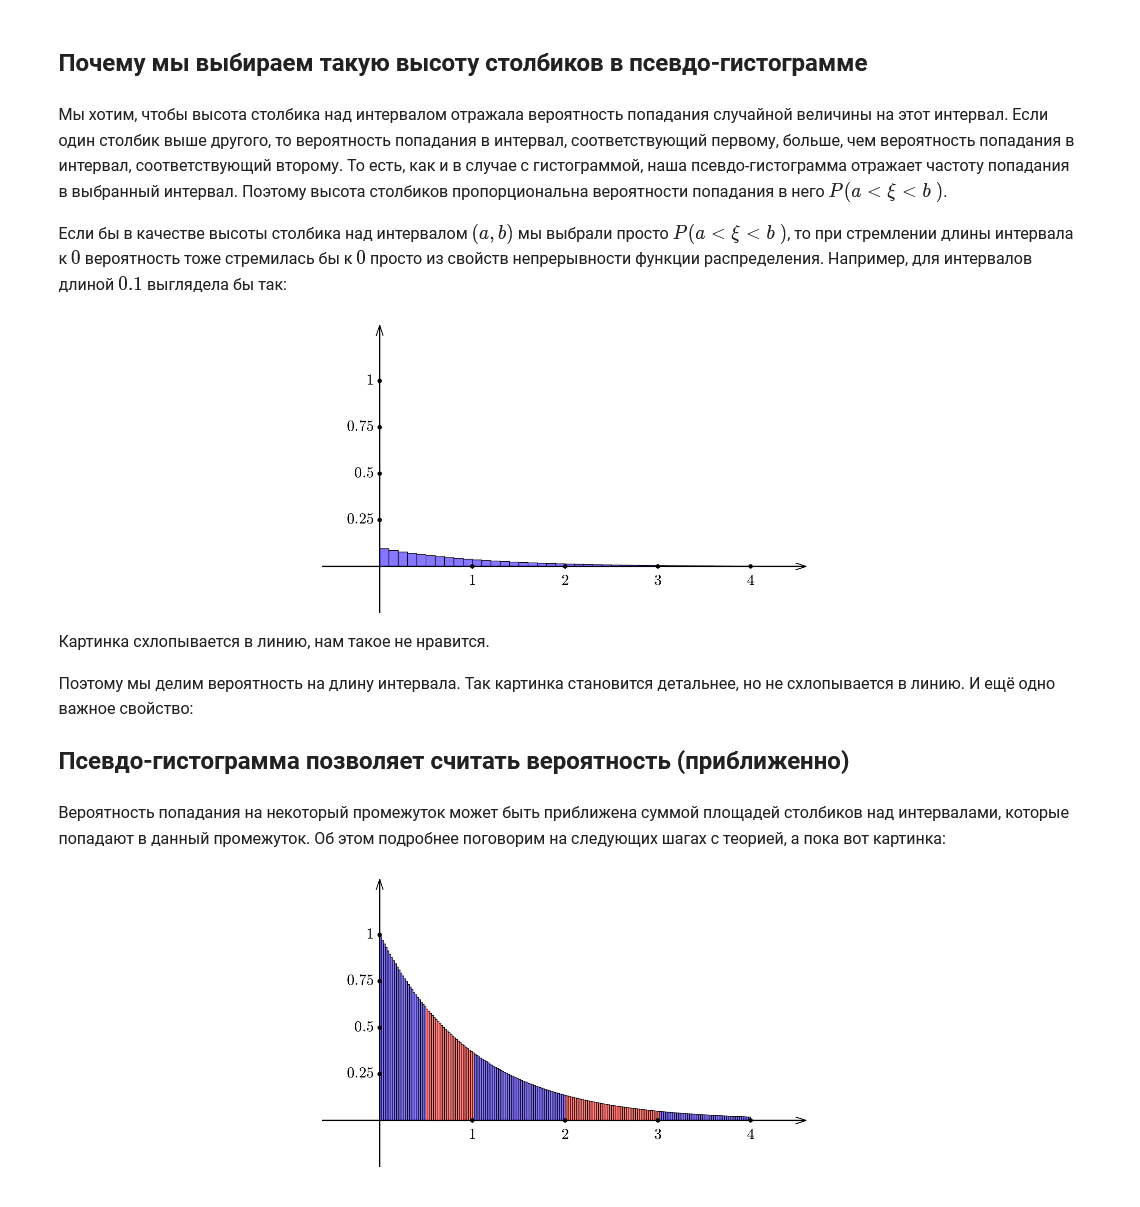 Почему мы выбираем такую высоту столбиков в псевдо-гистограмме
Мы хотим, чтобы высота столбика над интервалом отражала вероятность попадания случайной величины на этот интервал. Если
один столбик выше другого, то вероятность попадания в интервал, соответствующий первому, больше, чем вероятность попадания в
интервал, соответствующий второму. То есть, как и в случае с гистограммой, наша псевдо-гистограмма отражает частоту попадания
в выбранный интервал. Поэтому высота столбиков пропорциональна вероятности попадания в него P(a < ξ < b ).
Если бы в качестве высоты столбика над интервалом (a, b) мы выбрали просто P(a < ξ < b ), то при стремлении длины интервала
к 0 вероятность тоже стремилась бы к 0 просто из свойств непрерывности функции распределения. Например, для интервалов
длиной 0.1 выглядела бы так:
1
0.75
0.5
0.25
1 2 3 4
Картинка схлопывается в линию, нам такое не нравится.
Поэтому мы делим вероятность на длину интервала. Так картинка становится детальнее, но не схлопывается в линию. И ещё одно
важное свойство:
Псевдо-гистограмма позволяет считать вероятность (приближенно)
Вероятность попадания на некоторый промежуток может быть приближена суммой площадей столбиков над интервалами, которые
попадают в данный промежуток. Об этом подробнее поговорим на следующих шагах с теорией, а пока вот картинка:
1
0.75
0.5
0.25
1 2 3 4